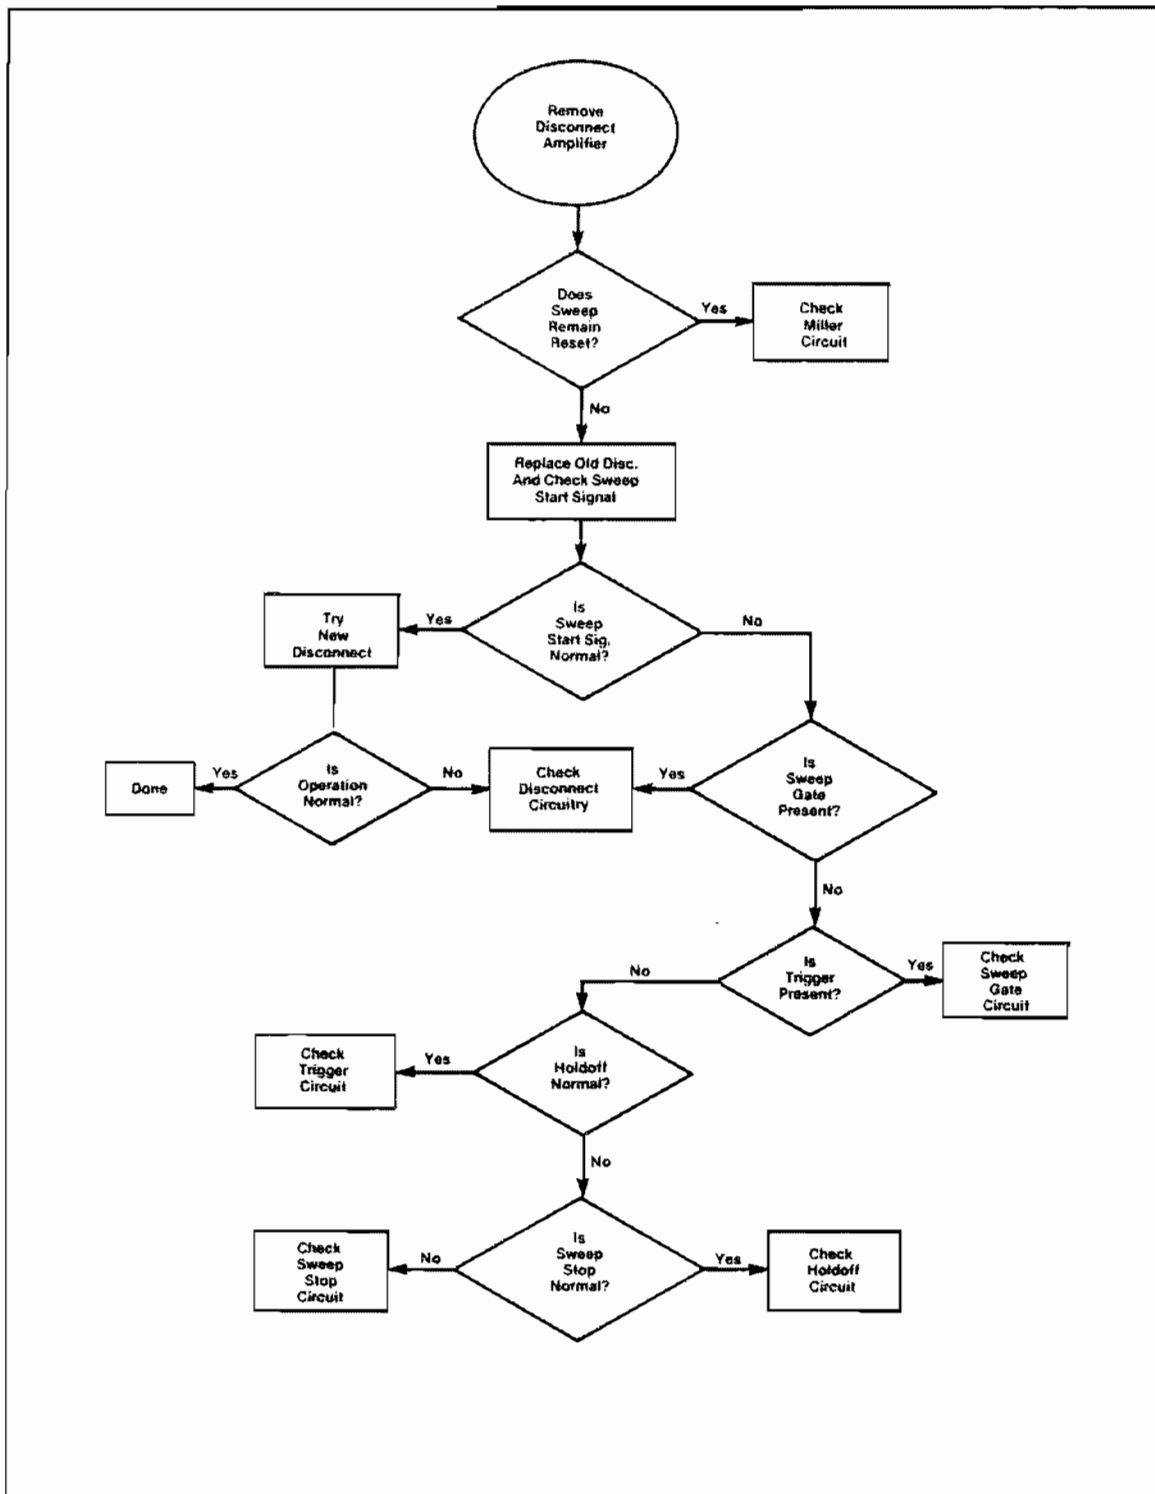 Remove
Disconnect
Amplifier
Does
Sweep
Remain
Reset?
Yes
Check
Miller
Circuit
No
Replace Old Disc.
And Check Sweep
Start Signal
Is
Sweep
Start Sig.
Normal?
Yes
Try
New
Disconnect
No
Is
Operation
Normal?
Yes
Done
No
Check
Disconnect
Circuitry
Yes
Is
Sweep
Gate
Present?
No
Is
Trigger
Present?
Yes
Check
Sweep
Gate
Circuit
No
Is
Holdoff
Normal?
Yes
Check
Trigger
Circuit
No
Is
Sweep
Stop
Normal?
No
Check
Sweep
Stop
Circuit
Yes
Check
Holdoff
Circuit